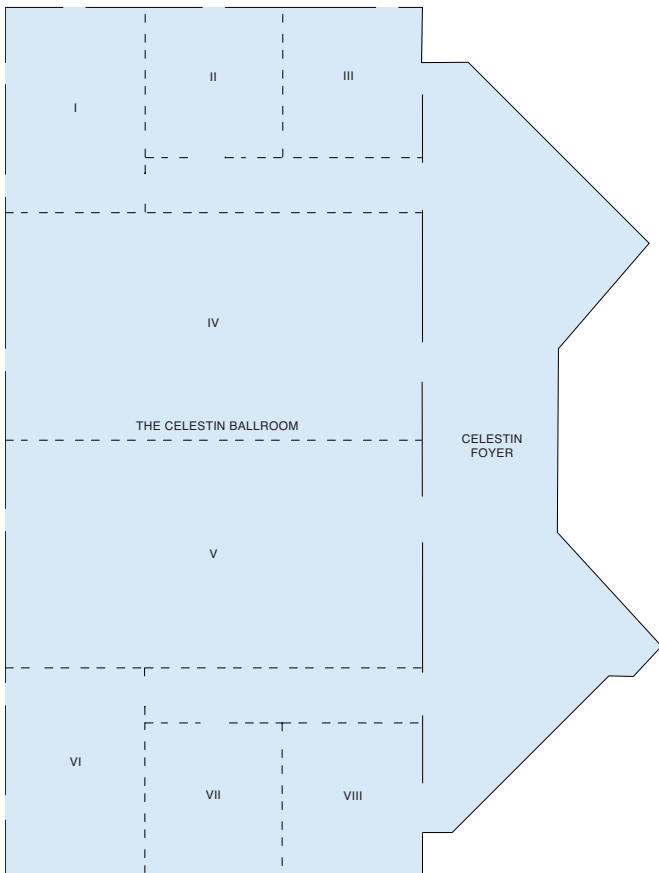 I
II
III
IV
THE CELESTIN BALLROOM
CELESTIN
FOYER
V
VI
VII
VIII